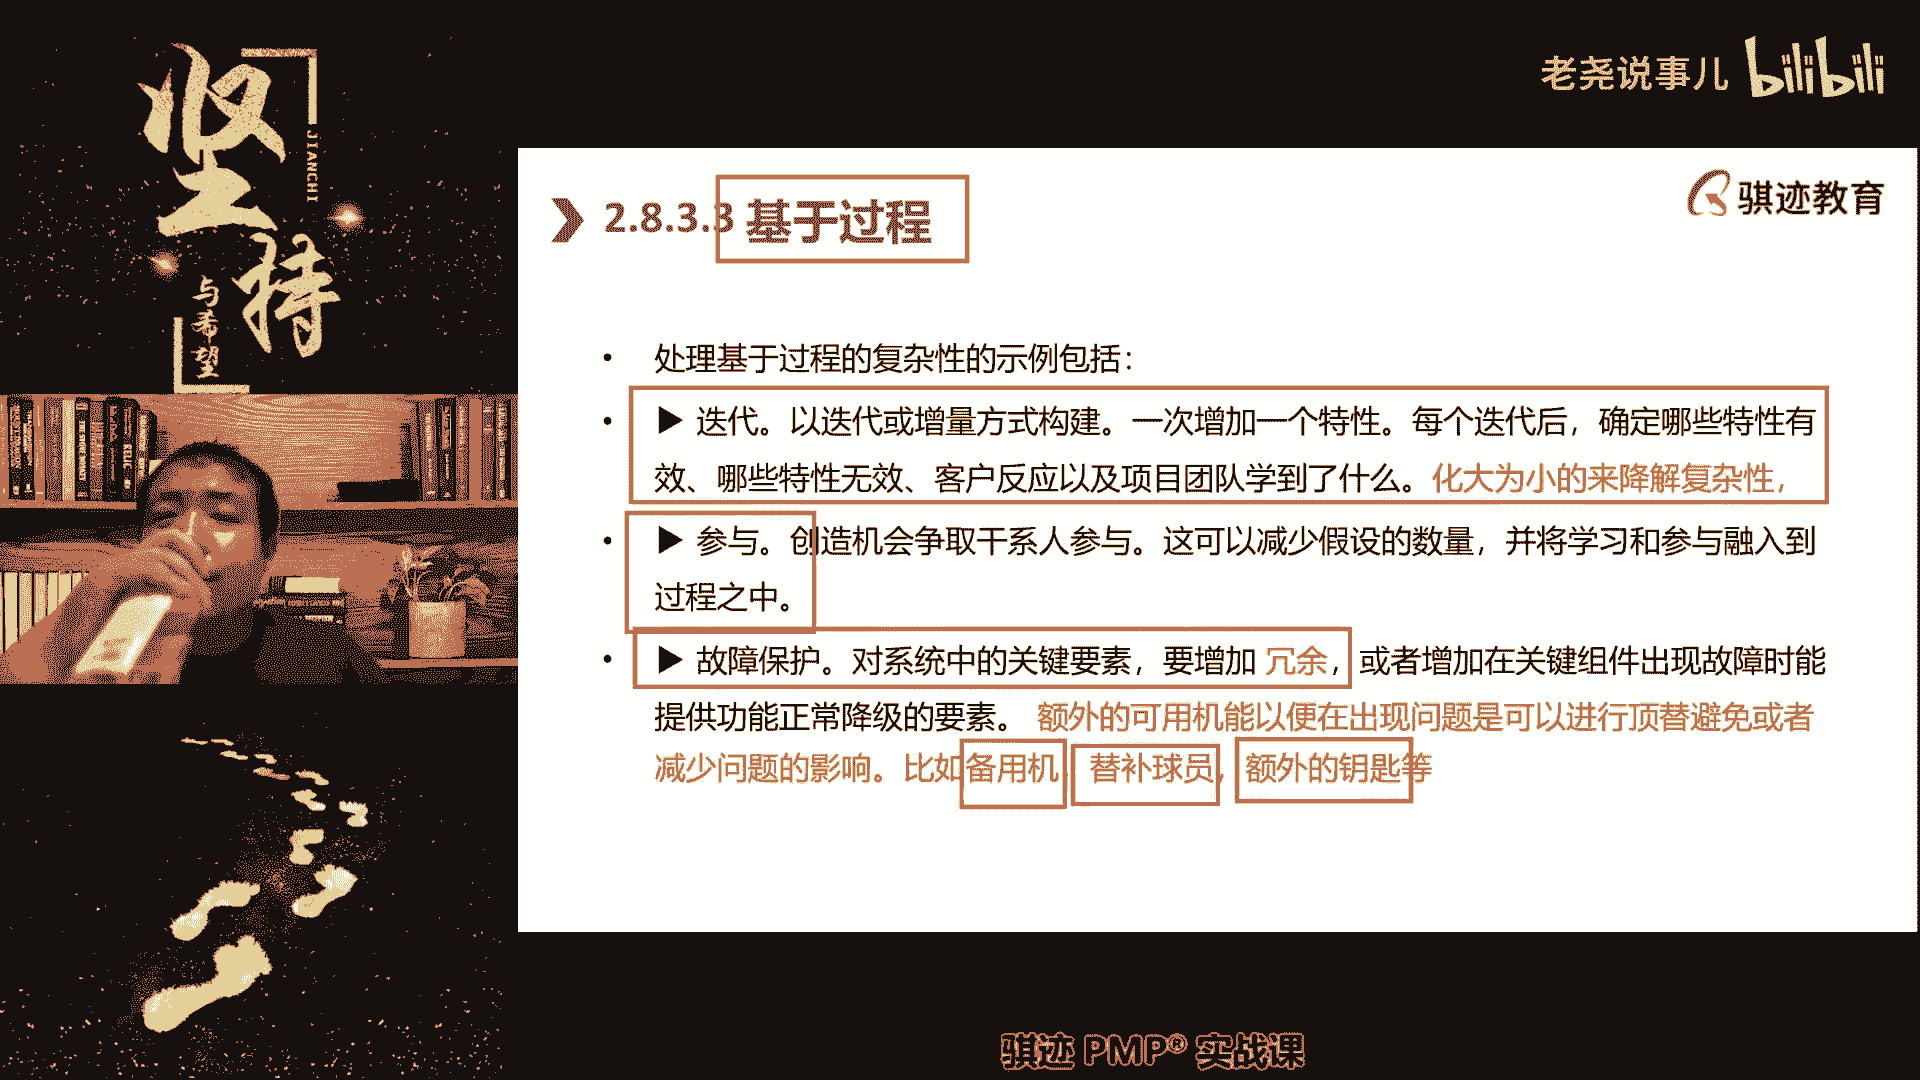 坚持
JIANCHI
与希望
老尧说事儿 bilibili
骐迹教育
2.8.3.3 基于过程
• 处理基于过程的复杂性的示例包括：
• ▶ 迭代。以迭代或增量方式构建。一次增加一个特性。每个迭代后，确定哪些特性有
效、哪些特性无效、客户反应以及项目团队学到了什么。化大为小的来降解复杂性，
• ▶ 参与。创造机会争取干系人参与。这可以减少假设的数量，并将学习和参与融入到
过程之中。
• ▶ 故障保护。对系统中的关键要素，要增加 冗余，或者增加在关键组件出现故障时能
提供功能正常降级的要素。 额外的可用机能以便在出现问题是可以进行顶替避免或者
减少问题的影响。比如备用机，替补球员，额外的钥匙等
骐迹 PMP® 实战课